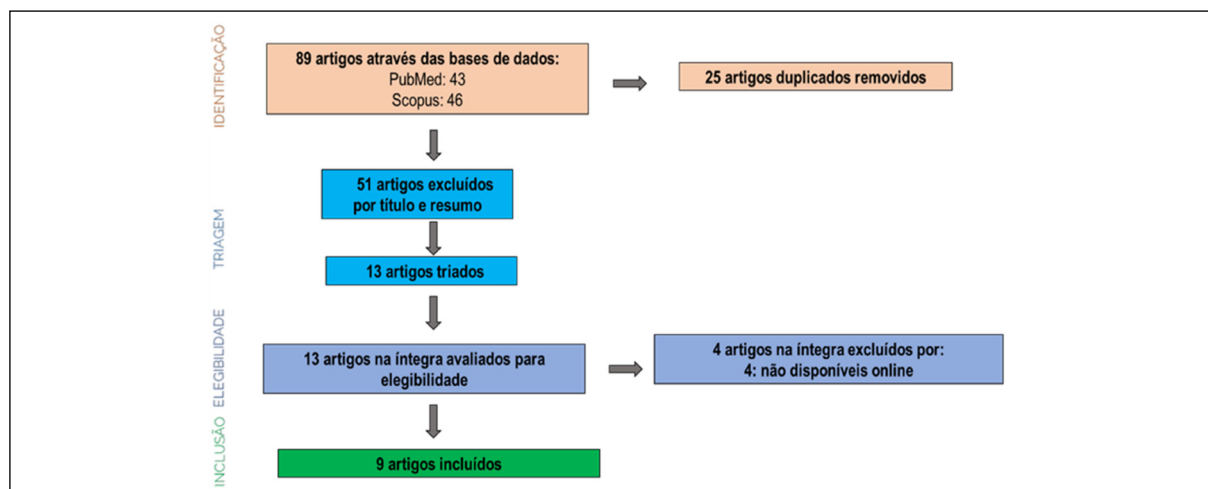 IDENTIFICAÇÃO
89 artigos através das bases de dados:
PubMed: 43
Scopus: 46
25 artigos duplicados removidos
TRIAGEM
51 artigos excluídos
por título e resumo
13 artigos triados
ELEGIBILIDADE
13 artigos na íntegra avaliados para
elegibilidade
4 artigos na íntegra excluídos por:
4: não disponíveis online
INCLUSÃO
9 artigos incluídos